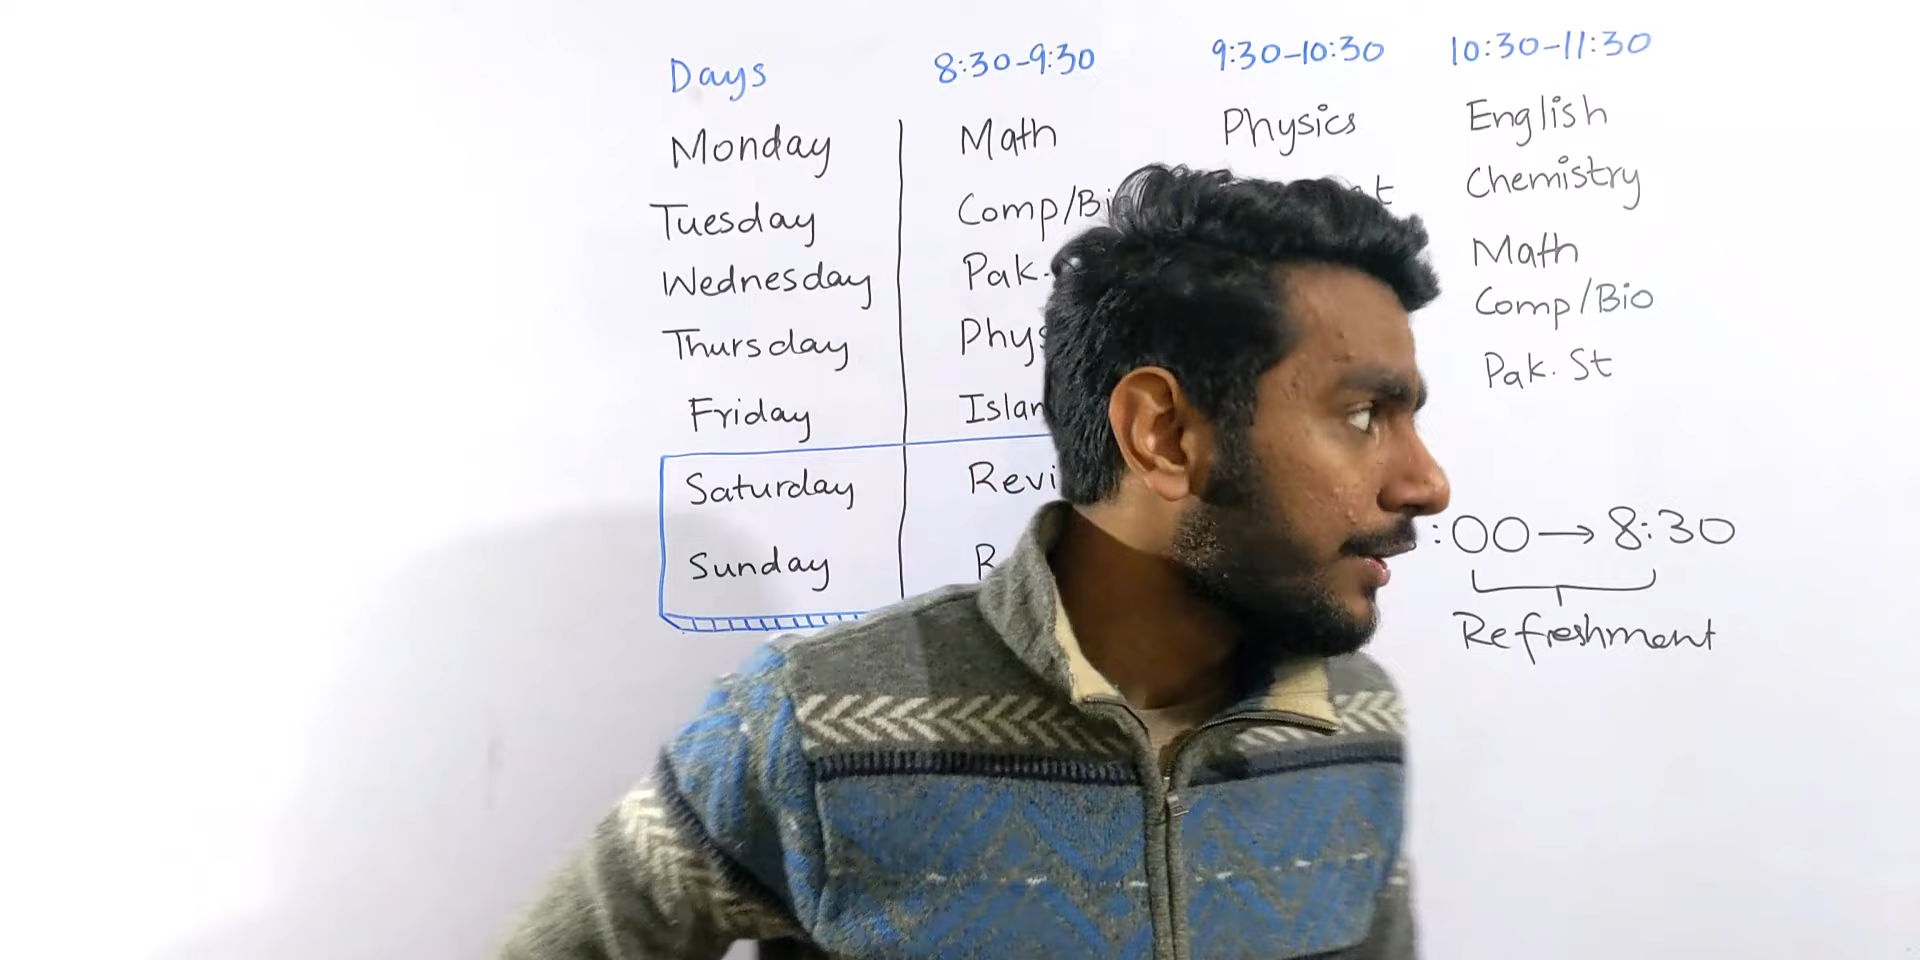 Days 8:30-9:30 9:30-10:30 10:30-11:30
Monday Math Physics English
Tuesday Comp/Bi Chemistry
Wednesday Pak. Math
Thursday Phys Comp/Bio
Friday Islam Pak. St
Saturday Revi
Sunday R
:00 → 8:30
Refreshment